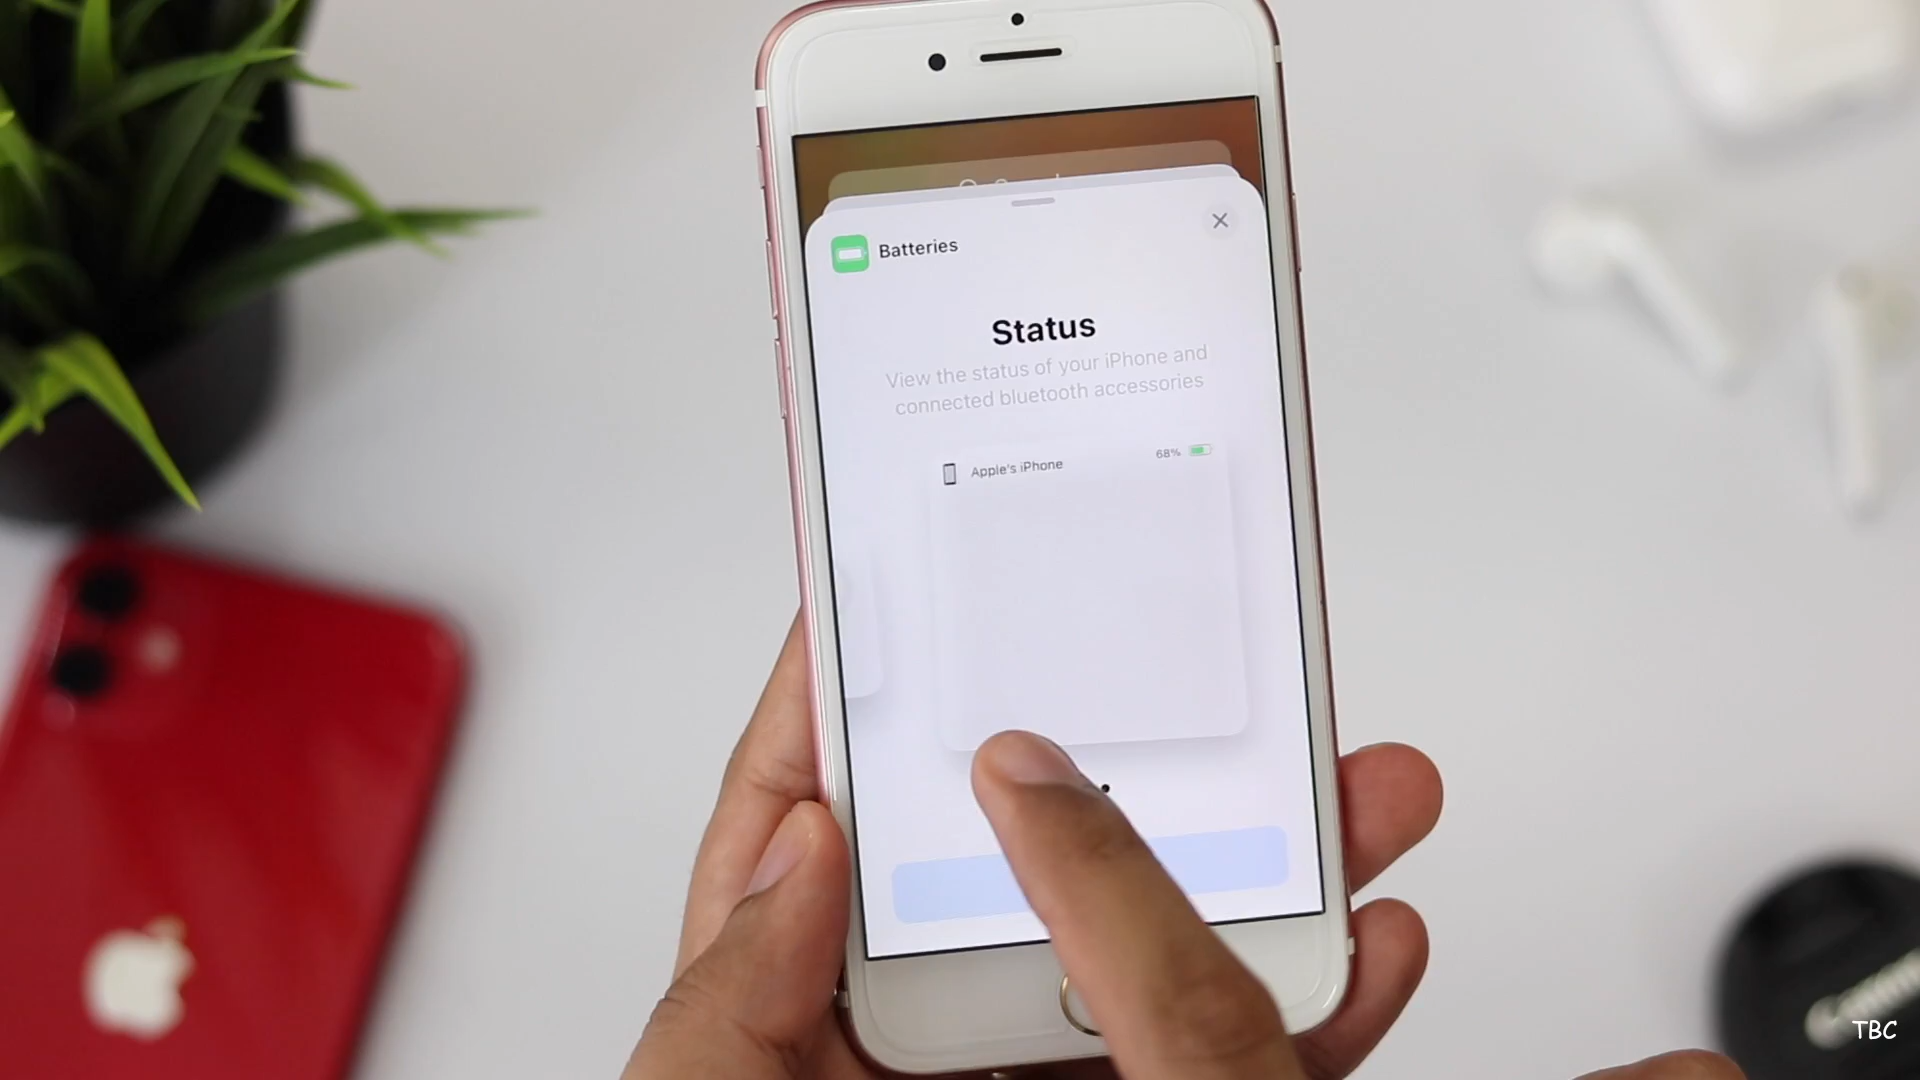 Batteries
Status
View the status of your iPhone and
connected bluetooth accessories
Apple's iPhone
68%
TBC